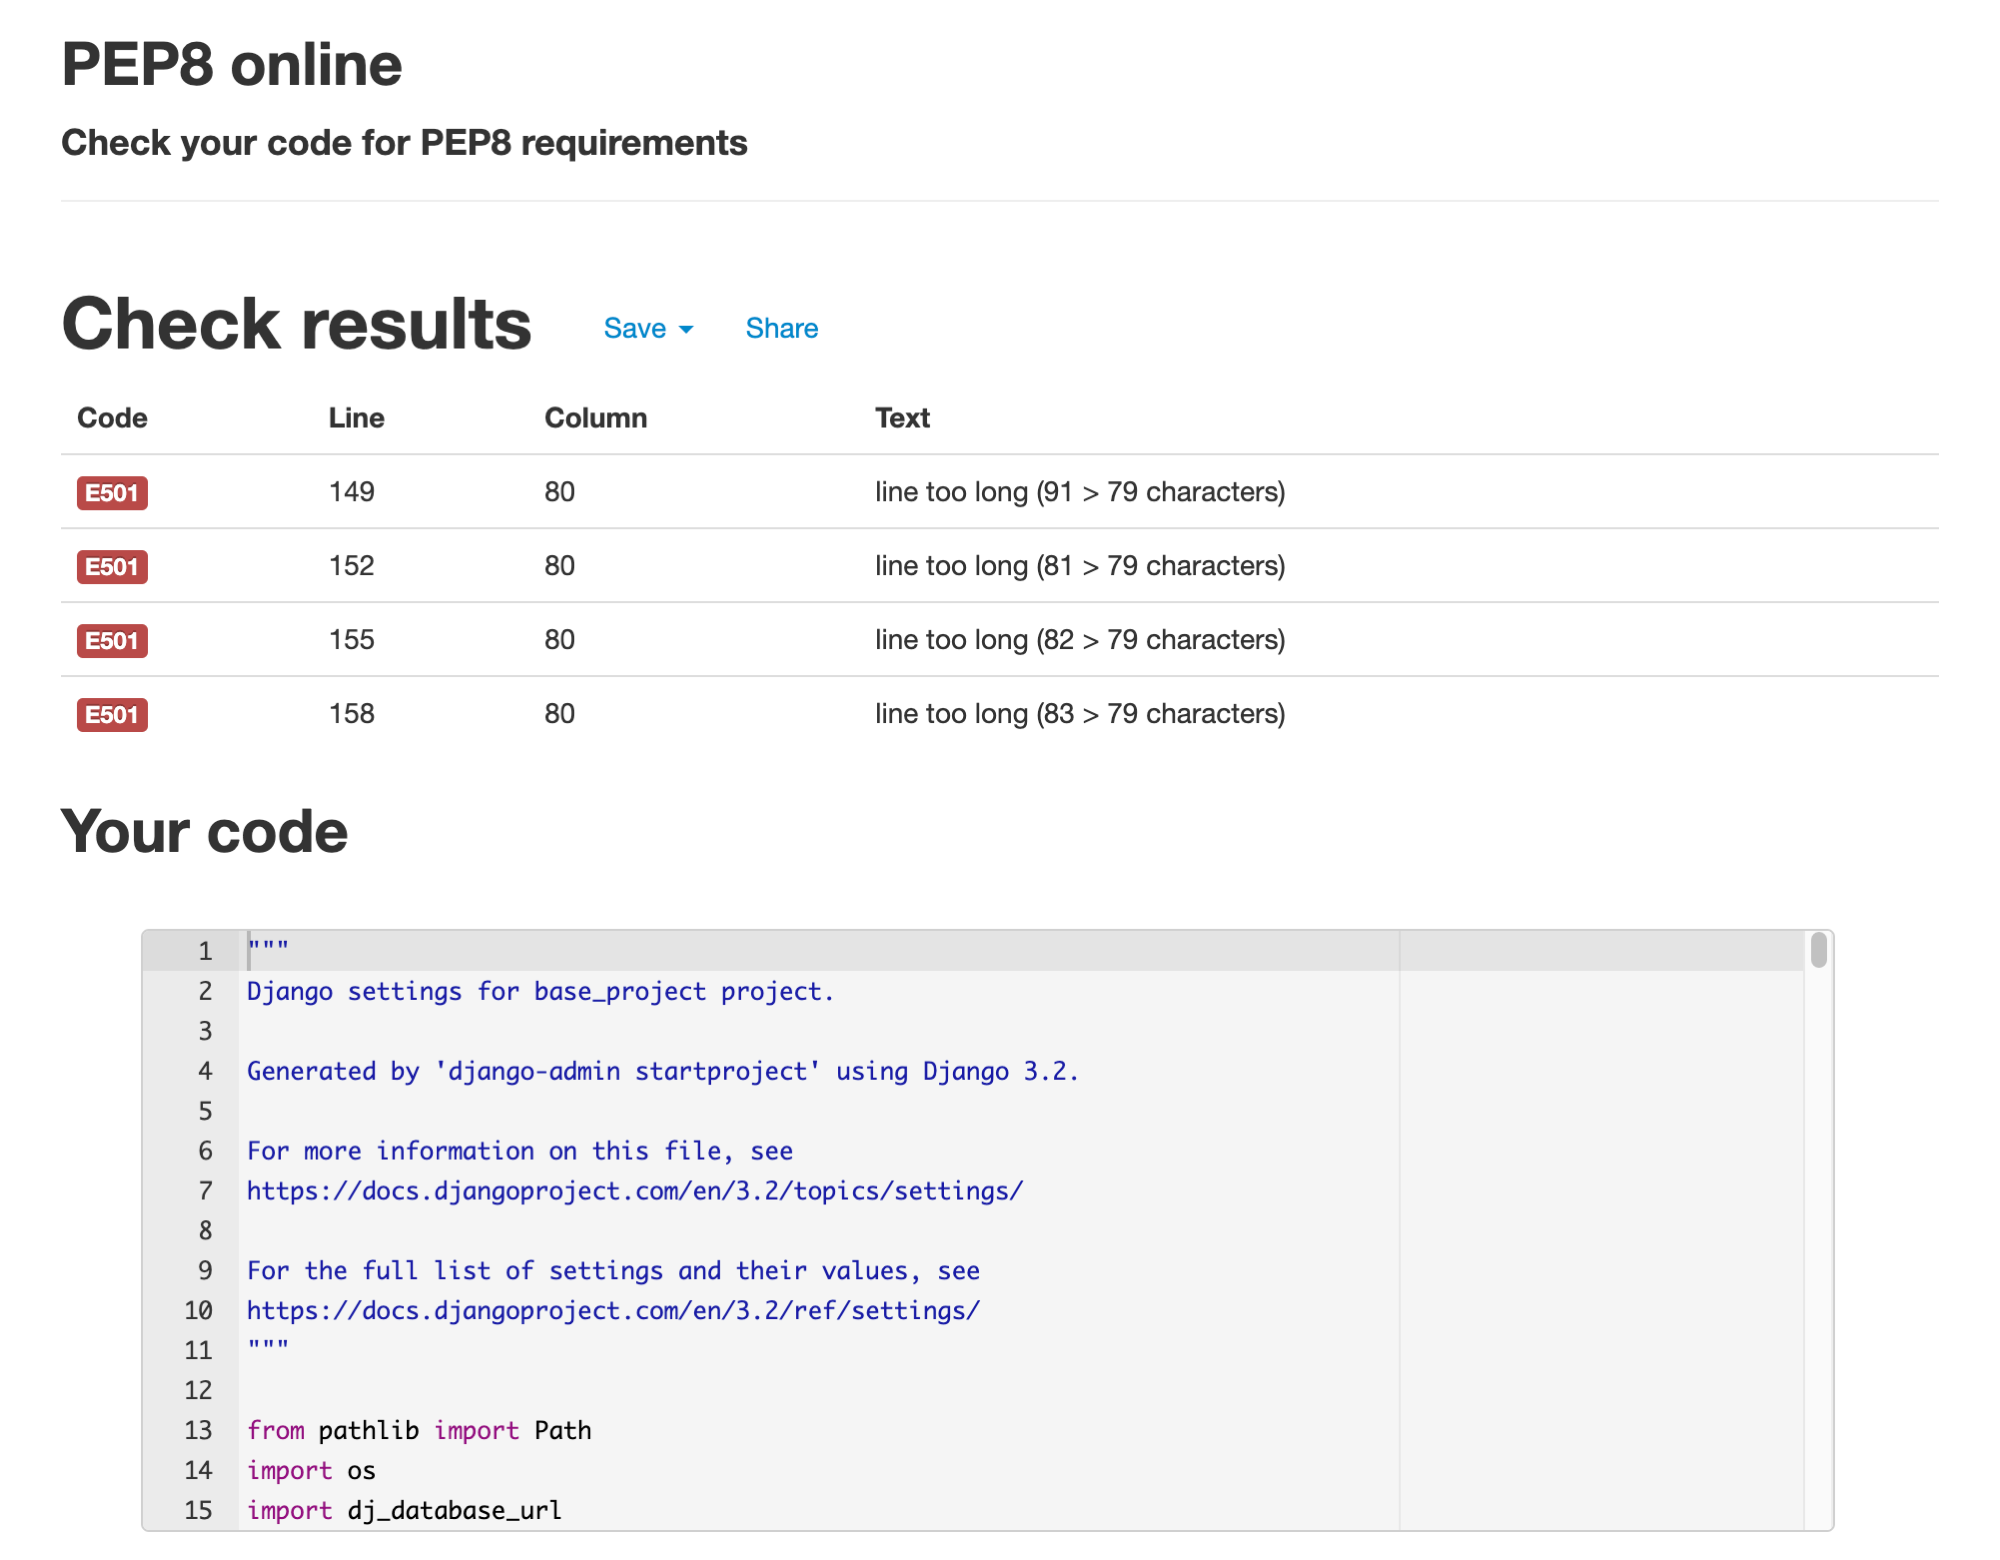 PEP8 online
Check your code for PEP8 requirements
Check results Save Share
Code Line Column Text
E501 149 80 line too long (91 > 79 characters)
E501 152 80 line too long (81 > 79 characters)
E501 155 80 line too long (82 > 79 characters)
E501 158 80 line too long (83 > 79 characters)
Your code
1 """
2 Django settings for base_project project.
3
4 Generated by 'django-admin startproject' using Django 3.2.
5
6 For more information on this file, see
7 https://docs.djangoproject.com/en/3.2/topics/settings/
8
9 For the full list of settings and their values, see
10 https://docs.djangoproject.com/en/3.2/ref/settings/
11 """
12
13 from pathlib import Path
14 import os
15 import dj_database_url